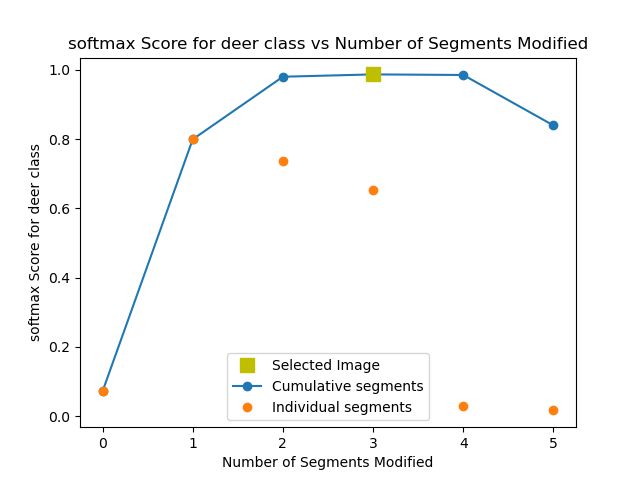 softmax Score for deer class vs Number of Segments Modified
softmax Score for deer class
1.0
0.8
0.6
0.4
0.2
0.0
Selected Image
Cumulative segments
Individual segments
0 1 2 3 4 5
Number of Segments Modified